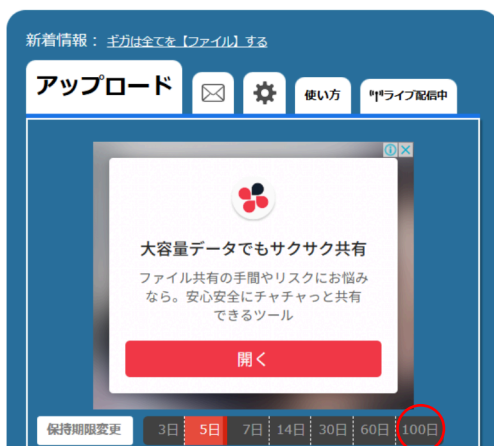 新着情報： ギガは全てを【ファイル】する
アップロード 使い方 ライブ配信中
大容量データでもサクサク共有
ファイル共有の手間やリスクにお悩み
なら。安心安全にチャチャっと共有
できるツール
開く
保持期限変更 3日 5日 7日 14日 30日 60日 100日